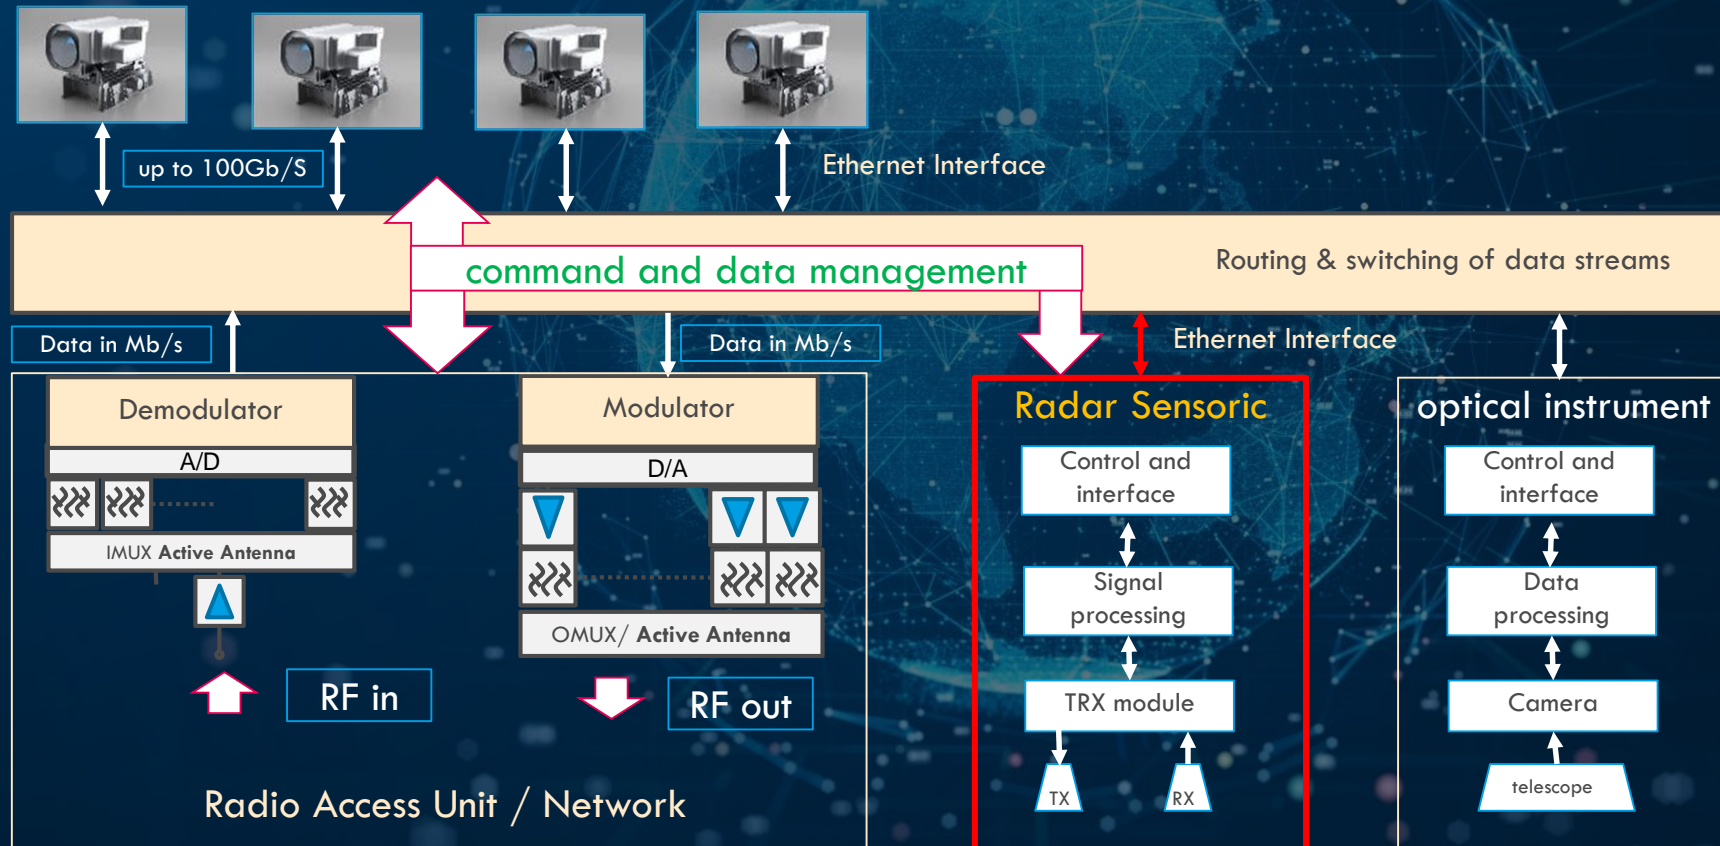 up to 100Gb/S
Ethernet Interface
command and data management
Routing & switching of data streams
Data in Mb/s
Data in Mb/s
Ethernet Interface
Demodulator
A/D
IMUX Active Antenna
RF in
Modulator
D/A
OMUX/ Active Antenna
RF out
Radio Access Unit / Network
Radar Sensoric
Control and
interface
Signal
processing
TRX module
TX
RX
optical instrument
Control and
interface
Data
processing
Camera
telescope